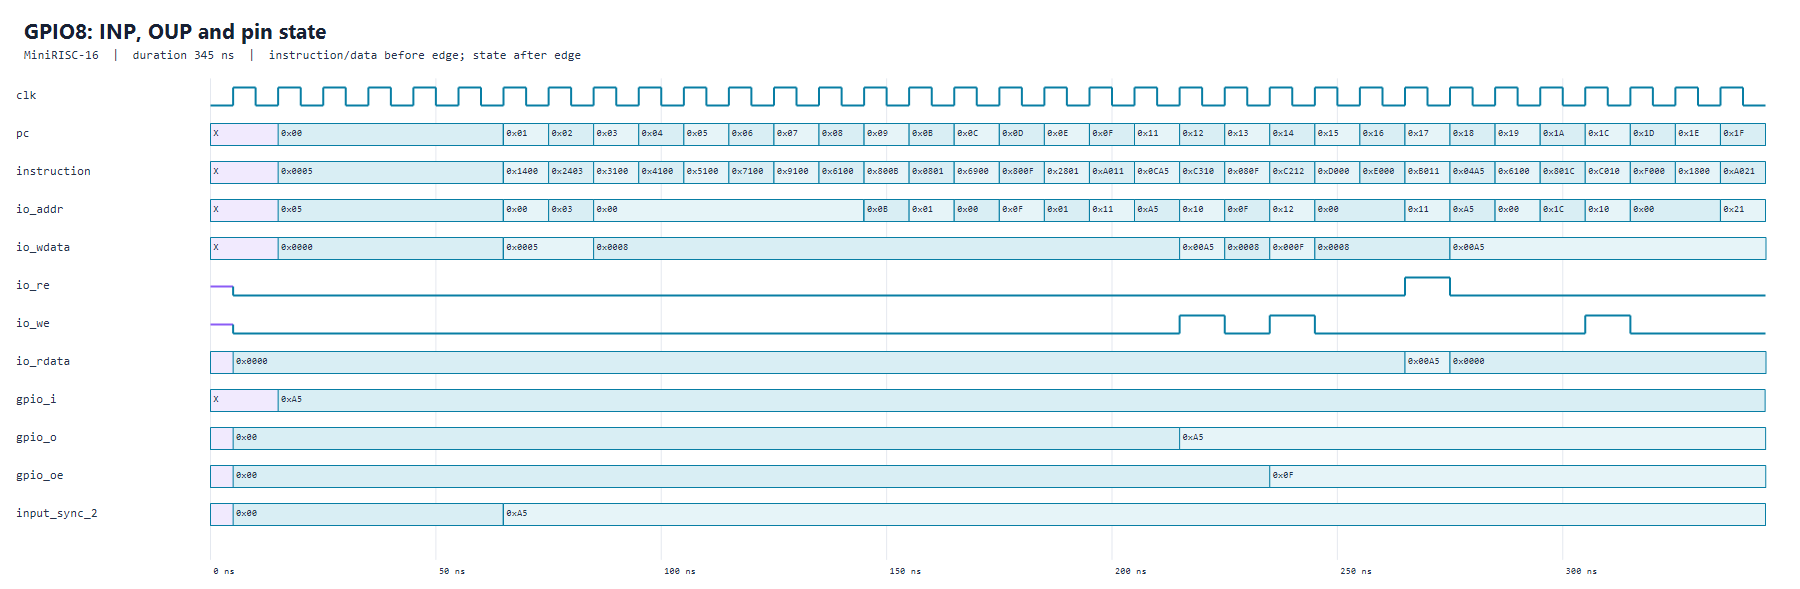 GPIO8: INP, OUP and pin state
MiniRISC-16 | duration 345 ns | instruction/data before edge; state after edge
clk
pc X 0x00 0x01 0x02 0x03 0x04 0x05 0x06 0x07 0x08 0x09 0x0B 0x0C 0x0D 0x0E 0x0F 0x11 0x12 0x13 0x14 0x15 0x16 0x17 0x18 0x19 0x1A 0x1C 0x1D 0x1E 0x1F
instruction X 0x0005 0x1400 0x2403 0x3100 0x4100 0x5100 0x7100 0x9100 0x6100 0x800B 0x0801 0x6900 0x800F 0x2801 0xA011 0x0CA5 0xC310 0x080F 0xC212 0xD000 0xE000 0xB011 0x04A5 0x6100 0x801C 0xC010 0xF000 0x1800 0xA021
io_addr X 0x05 0x00 0x03 0x00 0x0B 0x01 0x00 0x0F 0x01 0x11 0xA5 0x10 0x0F 0x12 0x00 0x11 0xA5 0x00 0x1C 0x10 0x00 0x21
io_wdata X 0x0000 0x0005 0x0008 0x00A5 0x0008 0x000F 0x0008 0x00A5
io_re
io_we
io_rdata 0x0000 0x00A5 0x0000
gpio_i X 0xA5
gpio_o 0x00 0xA5
gpio_oe 0x00 0x0F
input_sync_2 0x00 0xA5
0 ns 50 ns 100 ns 150 ns 200 ns 250 ns 300 ns